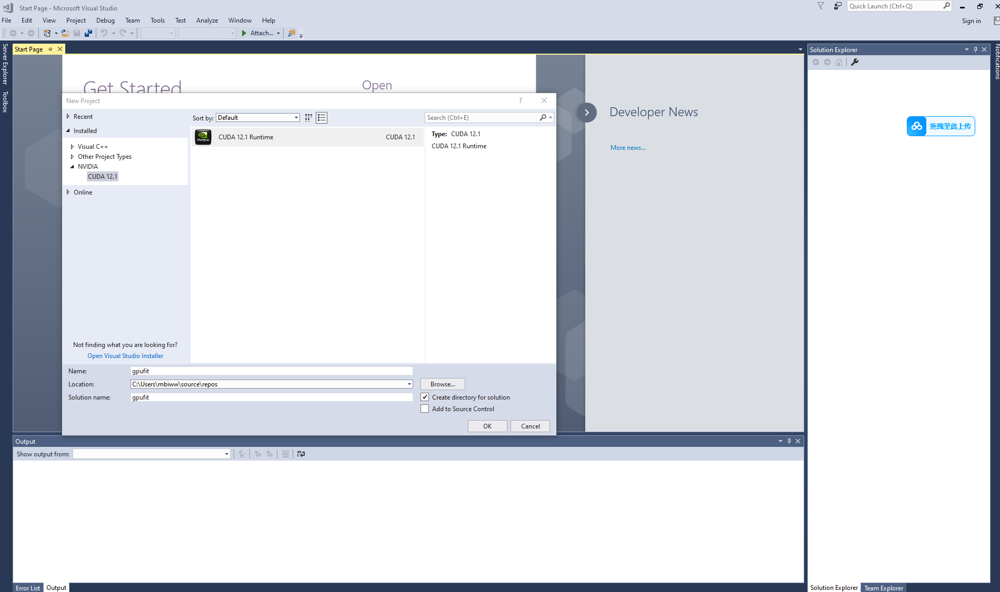 Start Page - Microsoft Visual Studio
Quick Launch (Ctrl+Q)
File Edit View Project Debug Team Tools Test Analyze Window Help
Sign in
Attach...
Server Explorer
Toolbox
Start Page
Get Started
Open
Developer News
More news...
New Project
?
Recent
Installed
Visual C++
Other Project Types
NVIDIA
CUDA 12.1
Online
Sort by: Default
Search (Ctrl+E)
NVIDIA
CUDA 12.1 Runtime CUDA 12.1
Type: CUDA 12.1
CUDA 12.1 Runtime
Not finding what you are looking for?
Open Visual Studio Installer
Name: gpufit
Location: C:\Users\mbiww\source\repos
Browse...
Solution name: gpufit
Create directory for solution
Add to Source Control
OK Cancel
Solution Explorer
拖拽至此上传
Notifications
Output
Show output from:
Error List Output
Solution Explorer Team Explorer